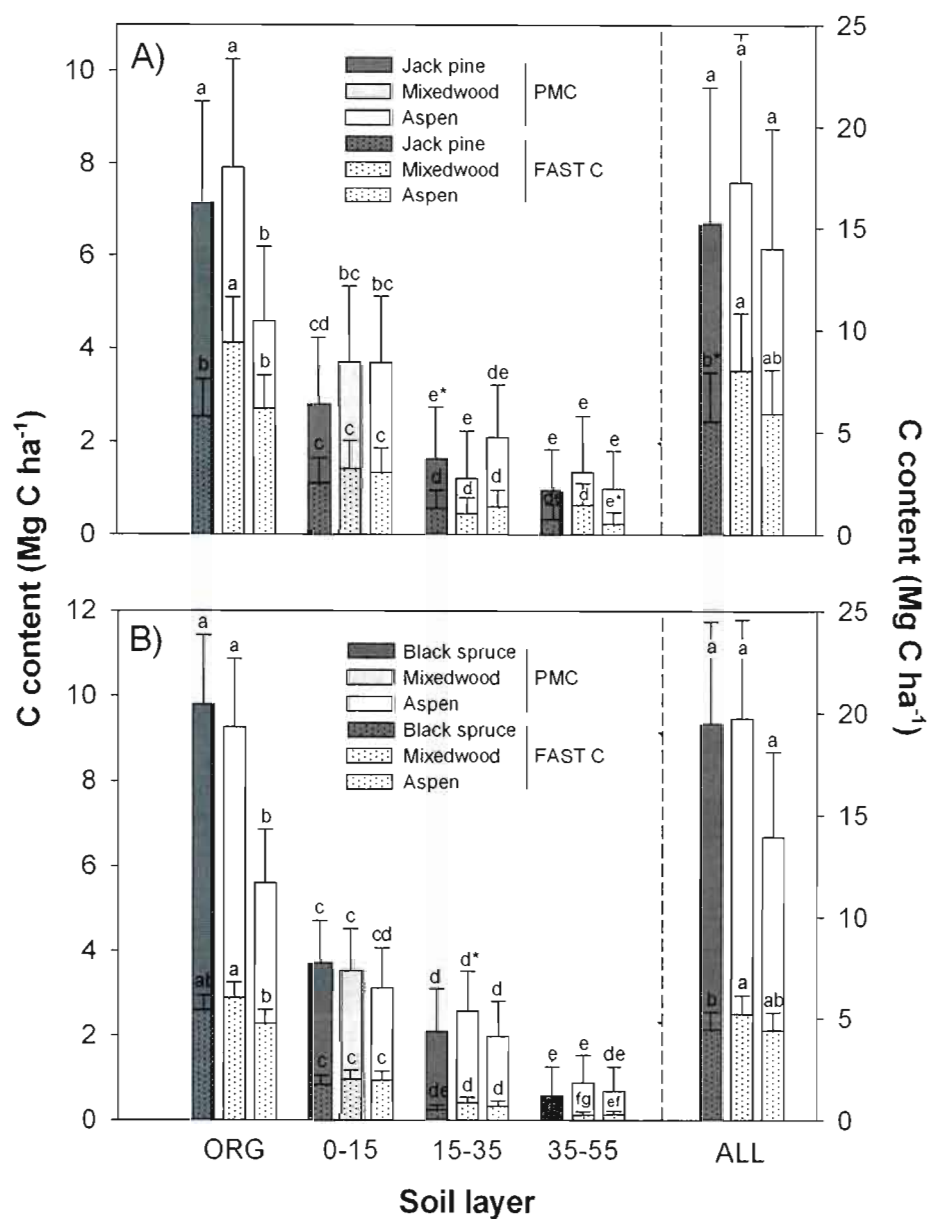 A)
Jack pine
Mixedwood PMC
Aspen
Jack pine
Mixedwood FAST C
Aspen
10
8
6
4
2
0
25
20
15
10
5
0
a a b
b a b
cd bc bc
c c c
e* e de
d d d
e e e
de d e*
a a a
b* a ab
C content (Mg C ha-1)
C content (Mg C ha-1)
B)
Black spruce
Mixedwood PMC
Aspen
Black spruce
Mixedwood FAST C
Aspen
12
10
8
6
4
2
0
25
20
15
10
5
0
a a b
ab a b
c c cd
c c c
d d* d
de d d
e e de
fg ef
a a a
b a ab
ORG 0-15 15-35 35-55 ALL
Soil layer